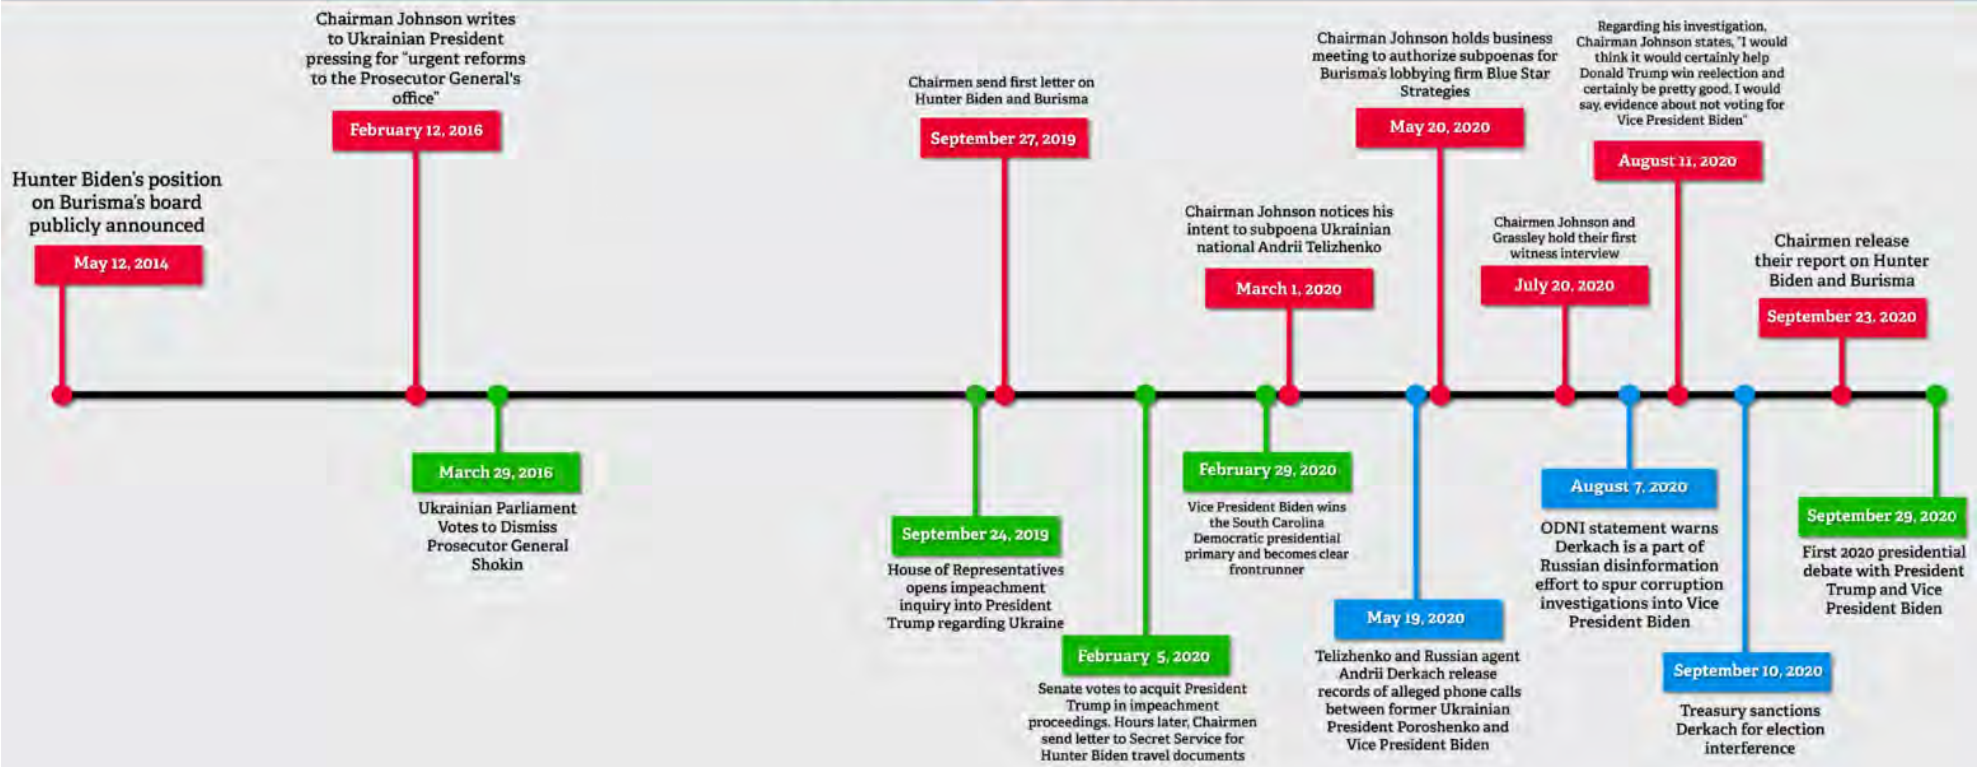 Hunter Biden's position
on Burisma's board
publicly announced
May 12, 2014
Chairman Johnson writes
to Ukrainian President
pressing for "urgent reforms
to the Prosecutor General's
office"
February 12, 2016
March 29, 2016
Ukrainian Parliament
Votes to Dismiss
Prosecutor General
Shokin
Chairmen send first letter on
Hunter Biden and Burisma
September 27, 2019
September 24, 2019
House of Representatives
opens impeachment
inquiry into President
Trump regarding Ukraine
February 5, 2020
Senate votes to acquit President
Trump in impeachment
proceedings. Hours later, Chairmen
send letter to Secret Service for
Hunter Biden travel documents
Chairman Johnson notices his
intent to subpoena Ukrainian
national Andrii Telizhenko
March 1, 2020
February 29, 2020
Vice President Biden wins
the South Carolina
Democratic presidential
primary and becomes clear
frontrunner
Chairman Johnson holds business
meeting to authorize subpoenas for
Burisma's lobbying firm Blue Star
Strategies
May 20, 2020
May 19, 2020
Telizhenko and Russian agent
Andrii Derkach release
records of alleged phone calls
between former Ukrainian
President Poroshenko and
Vice President Biden
Chairmen Johnson and
Grassley hold their first
witness interview
July 20, 2020
Regarding his investigation,
Chairman Johnson states, "I would
think it would certainly help
Donald Trump win reelection and
certainly be pretty good, I would
say, evidence about not voting for
Vice President Biden"
August 11, 2020
August 7, 2020
ODNI statement warns
Derkach is a part of
Russian disinformation
effort to spur corruption
investigations into Vice
President Biden
Chairmen release
their report on Hunter
Biden and Burisma
September 23, 2020
September 10, 2020
Treasury sanctions
Derkach for election
interference
September 29, 2020
First 2020 presidential
debate with President
Trump and Vice
President Biden